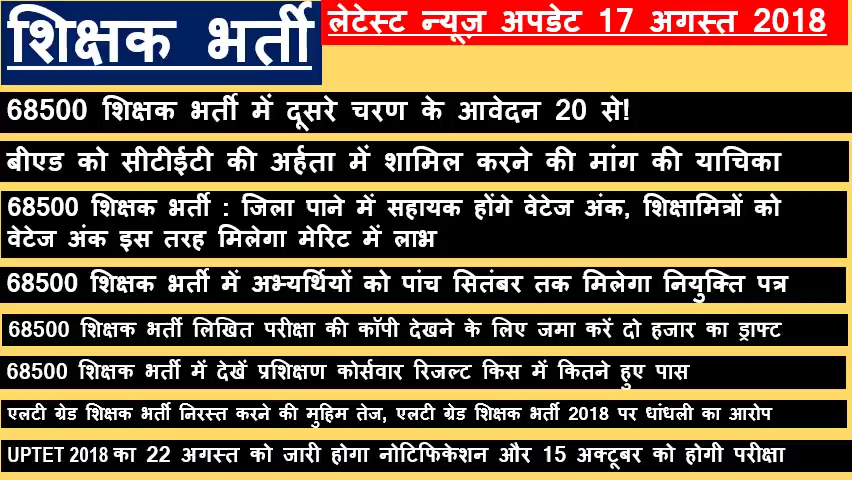 शिक्षक भर्ती
लेटेस्ट न्यूज़ अपडेट 17 अगस्त 2018
68500 शिक्षक भर्ती में दूसरे चरण के आवेदन 20 से!
बीएड को सीटीईटी की अर्हता में शामिल करने की मांग की याचिका
68500 शिक्षक भर्ती : जिला पाने में सहायक होंगे वेटेज अंक, शिक्षामित्रों को
वेटेज अंक इस तरह मिलेगा मेरिट में लाभ
68500 शिक्षक भर्ती में अभ्यर्थियों को पांच सितंबर तक मिलेगा नियुक्ति पत्र
68500 शिक्षक भर्ती लिखित परीक्षा की कॉपी देखने के लिए जमा करें दो हजार का ड्राफ्ट
68500 शिक्षक भर्ती में देखें प्रशिक्षण कोर्सवार रिजल्ट किस में कितने हुए पास
एलटी ग्रेड शिक्षक भर्ती निरस्त करने की मुहिम तेज, एलटी ग्रेड शिक्षक भर्ती 2018 पर धांधली का आरोप
UPTET 2018 का 22 अगस्त को जारी होगा नोटिफिकेशन और 15 अक्टूबर को होगी परीक्षा